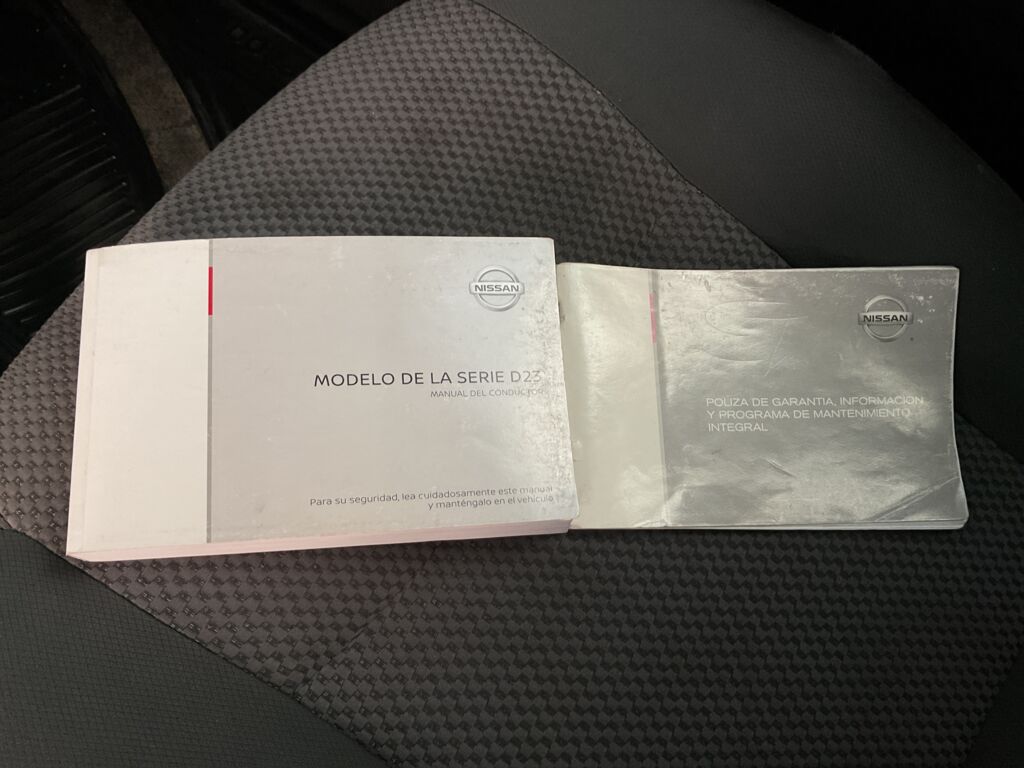 NISSAN
MODELO DE LA SERIE D23
MANUAL DEL CONDUCTOR
Para su seguridad, lea cuidadosamente este manual
y manténgalo en el vehículo
NISSAN
POLIZA DE GARANTIA, INFORMACION
Y PROGRAMA DE MANTENIMIENTO
INTEGRAL